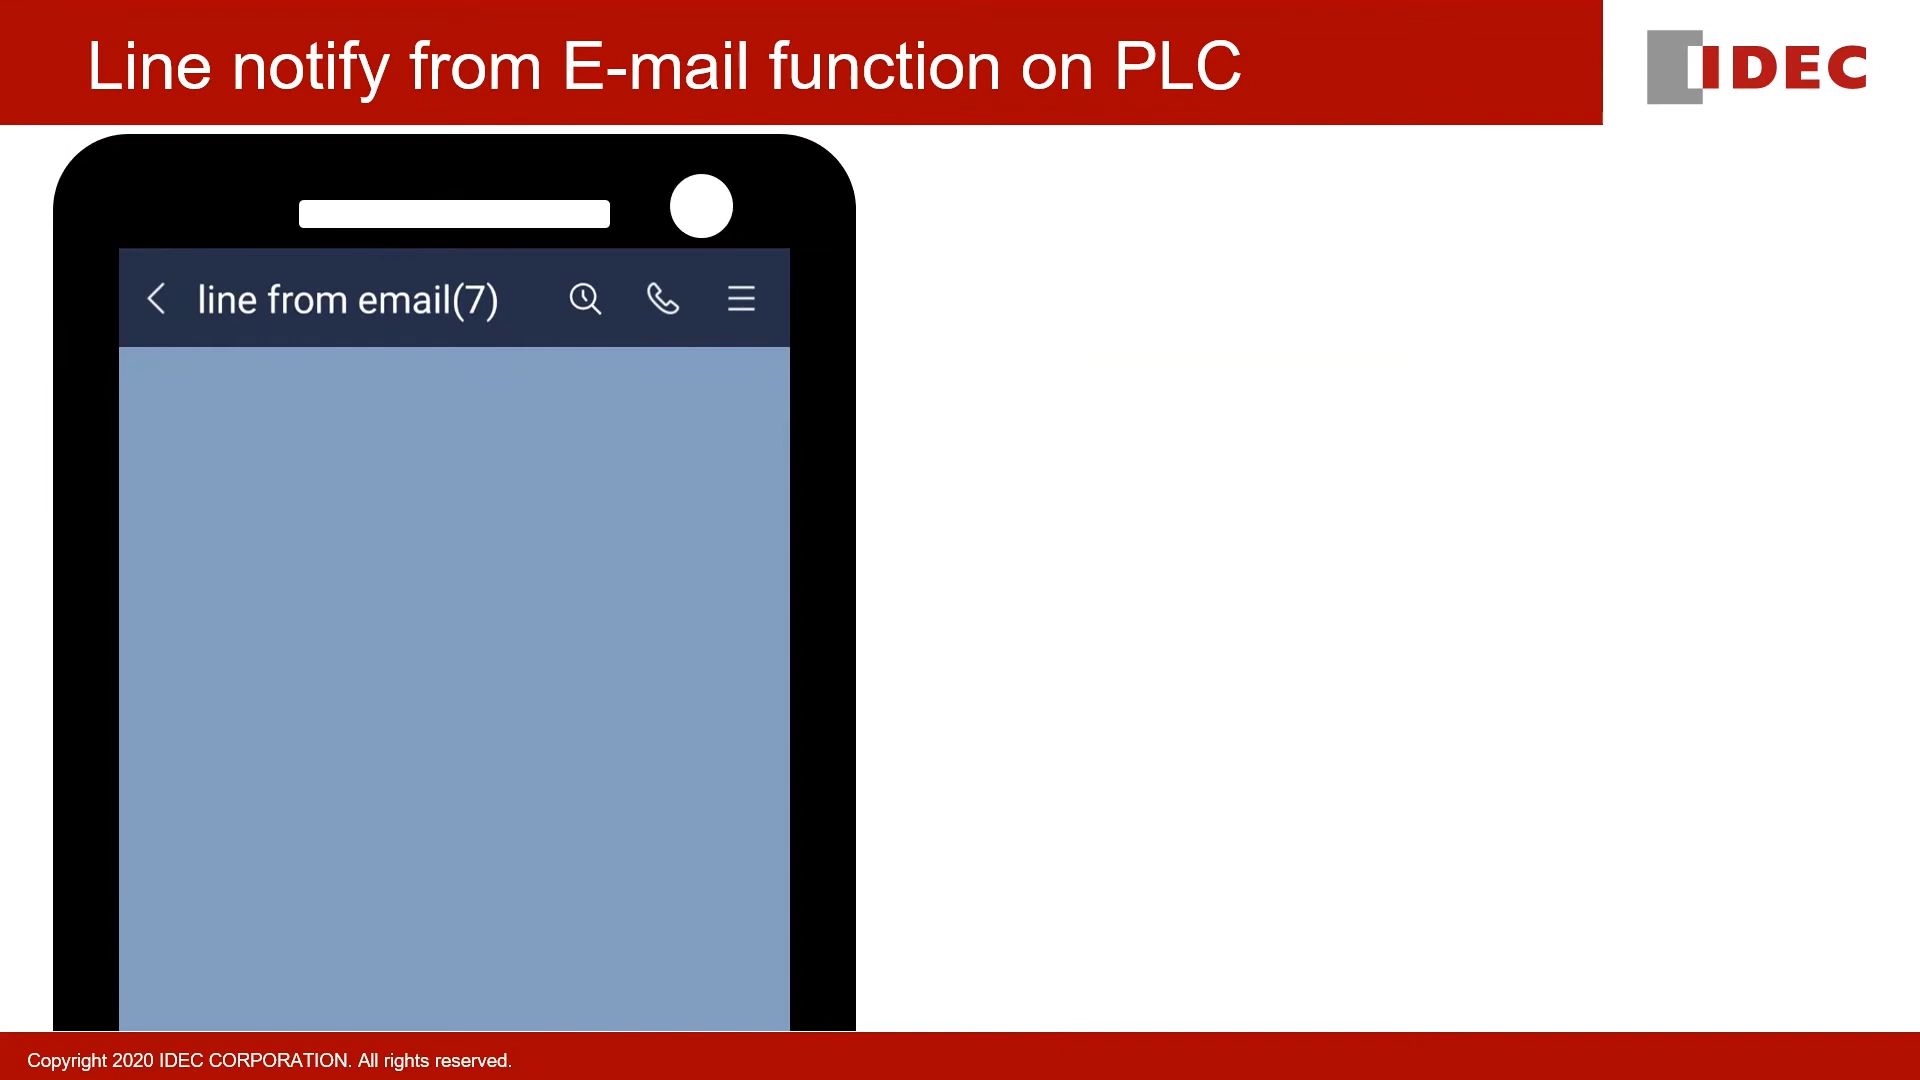 Line notify from E-mail function on PLC
IDEC
line from email(7)
Copyright 2020 IDEC CORPORATION. All rights reserved.